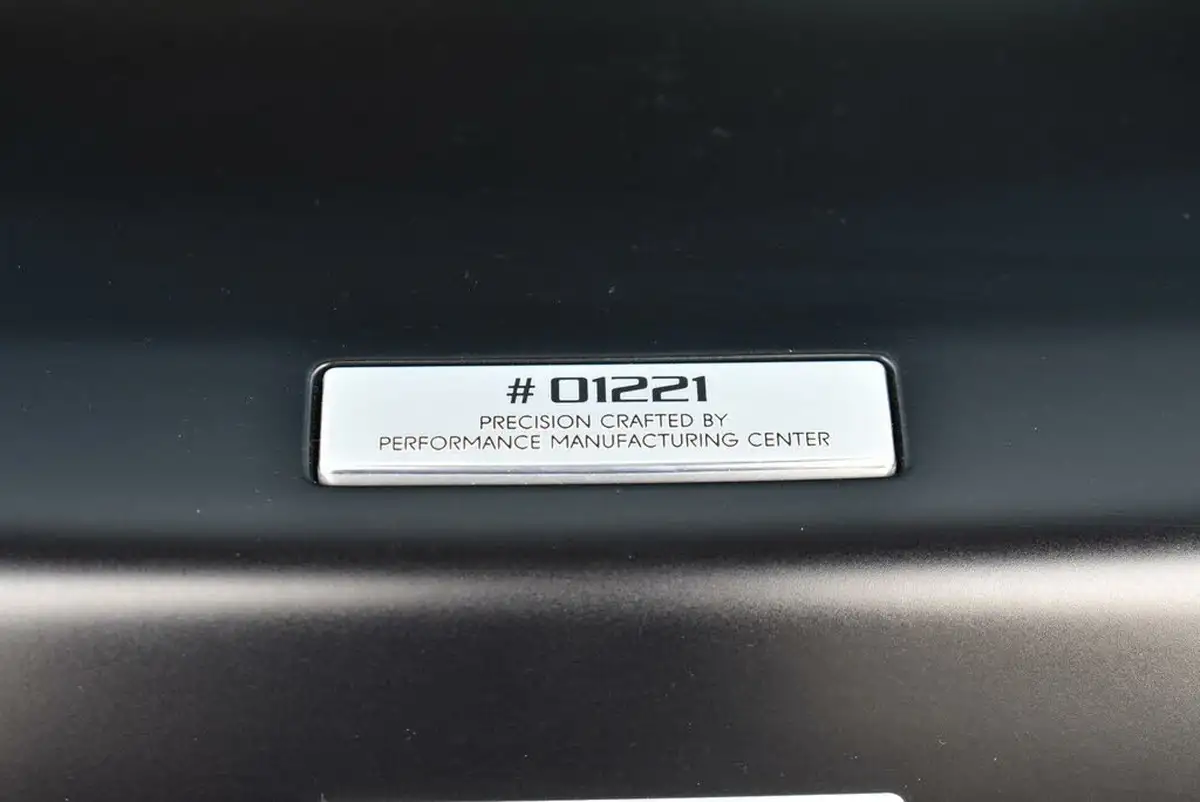 # 01221
PRECISION CRAFTED BY
PERFORMANCE MANUFACTURING CENTER